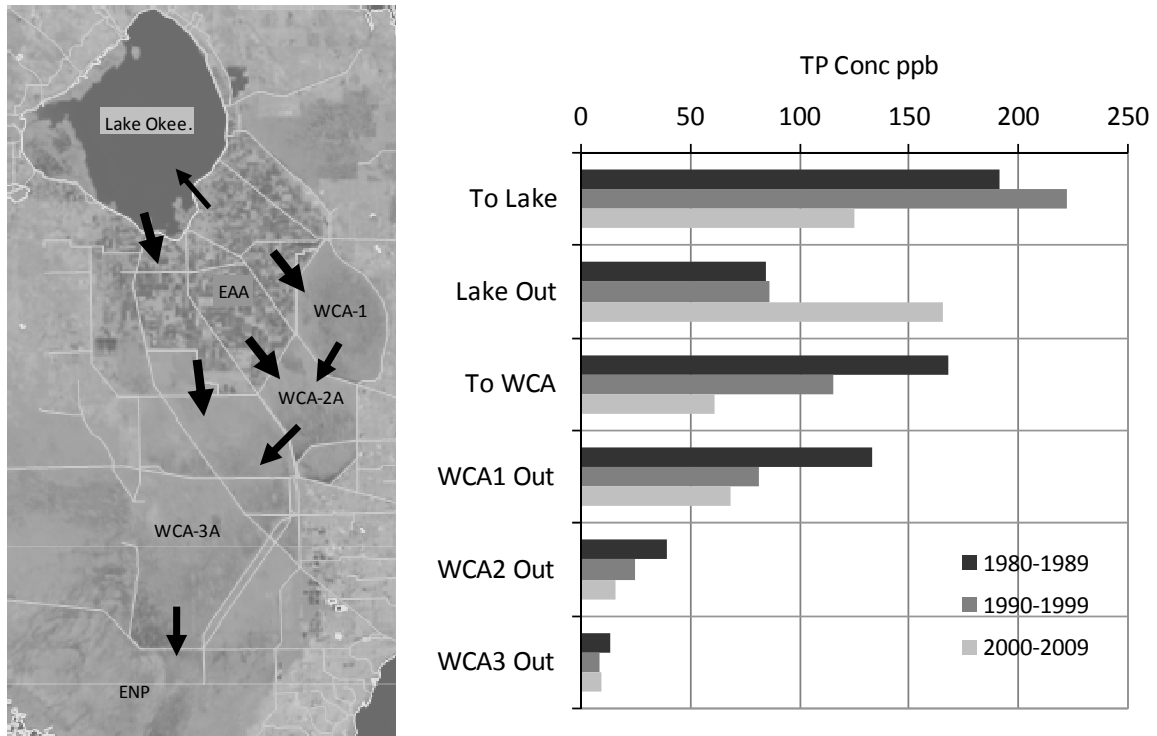 Lake Okee.
EAA
WCA-1
WCA-2A
WCA-3A
ENP
TP Conc ppb
0 50 100 150 200 250
To Lake
Lake Out
To WCA
WCA1 Out
WCA2 Out
WCA3 Out
1980-1989
1990-1999
2000-2009